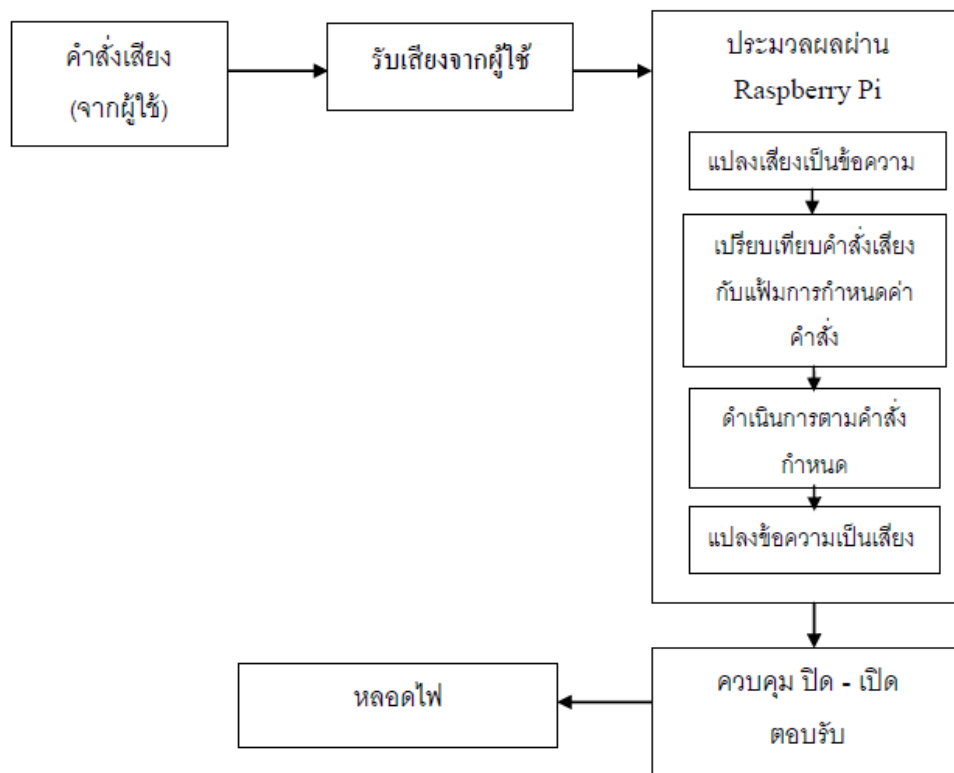 คำสั่งเสียง
(จากผู้ใช้)
รับเสียงจากผู้ใช้
ประมวลผลผ่าน
Raspberry Pi
แปลงเสียงเป็นข้อความ
เปรียบเทียบคำสั่งเสียง
กับแฟ้มการกำหนดค่า
คำสั่ง
ดำเนินการตามคำสั่ง
กำหนด
แปลงข้อความเป็นเสียง
ควบคุม ปิด - เปิด
ตอบรับ
หลอดไฟ